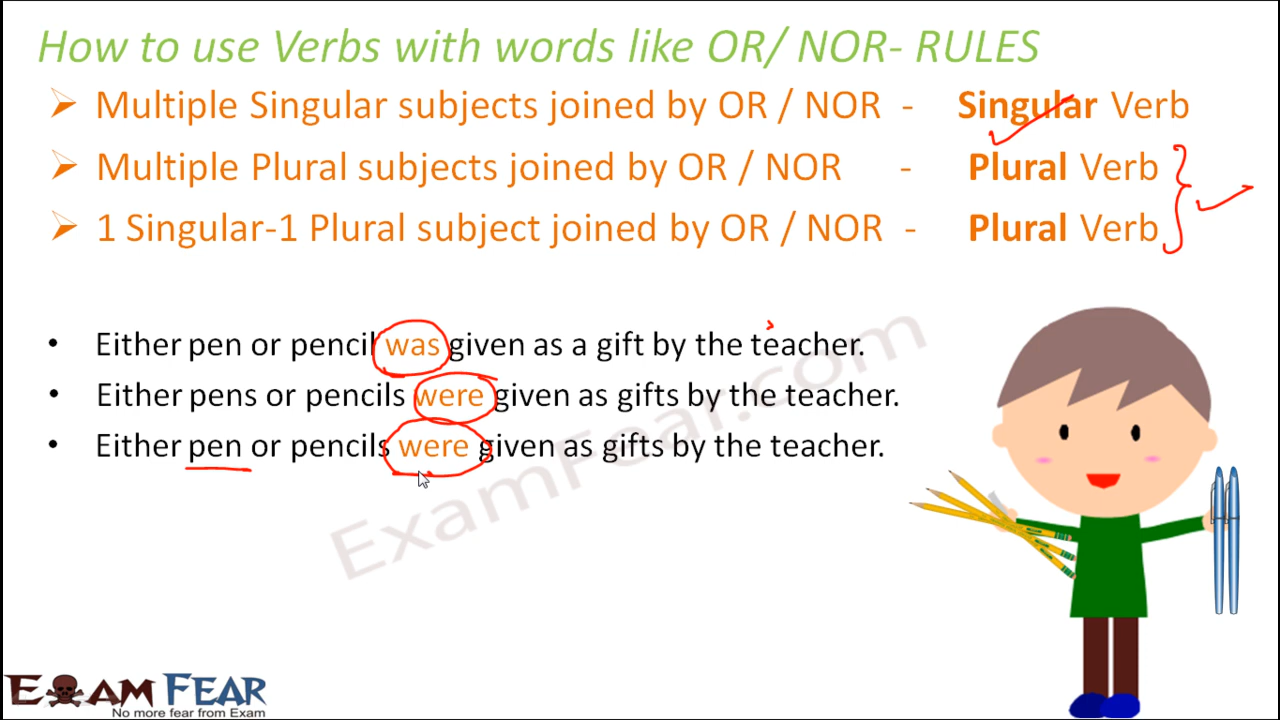 How to use Verbs with words like OR/ NOR- RULES
➢ Multiple Singular subjects joined by OR / NOR - Singular Verb
➢ Multiple Plural subjects joined by OR / NOR - Plural Verb
➢ 1 Singular-1 Plural subject joined by OR / NOR - Plural Verb
• Either pen or pencil was given as a gift by the teacher.
• Either pens or pencils were given as gifts by the teacher.
• Either pen or pencils were given as gifts by the teacher.
ExamFear.com
EXAM FEAR
No more fear from Exam